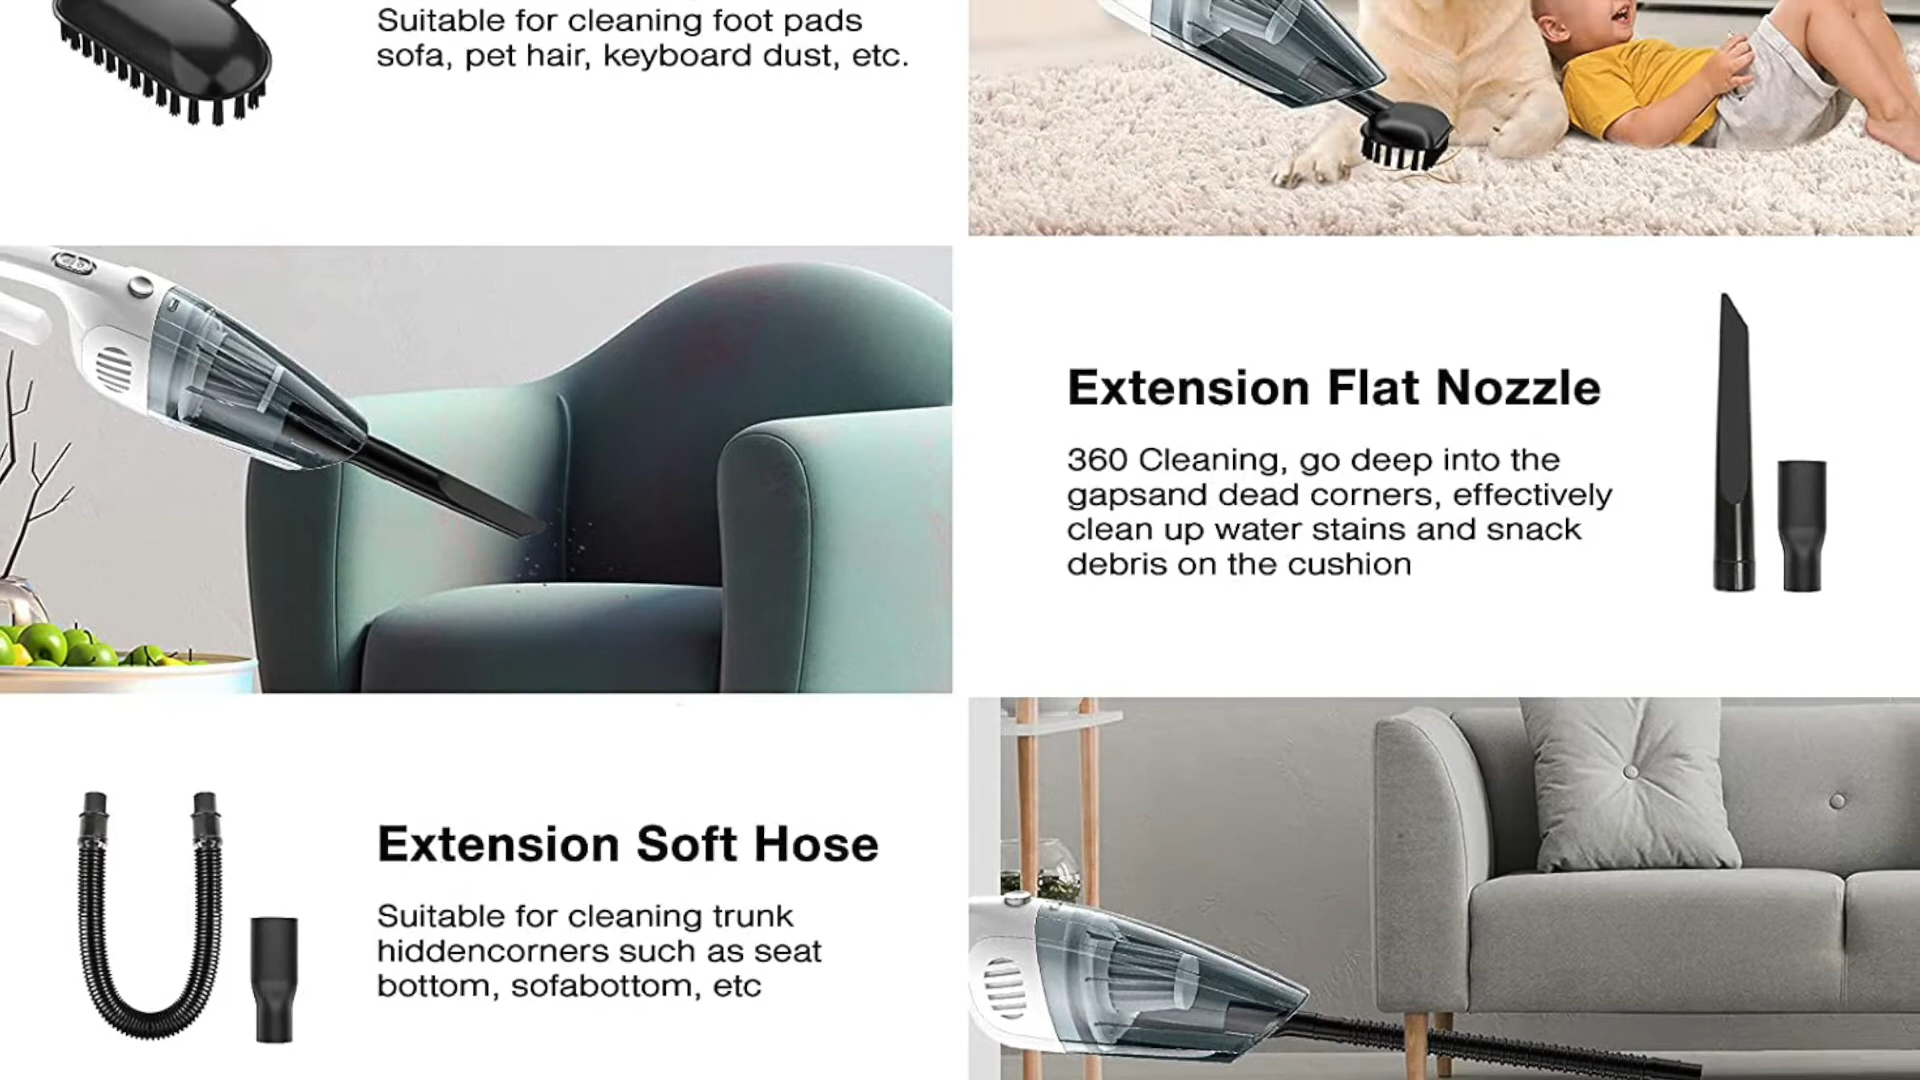 Suitable for cleaning foot pads
sofa, pet hair, keyboard dust, etc.
Extension Flat Nozzle
360 Cleaning, go deep into the
gapsand dead corners, effectively
clean up water stains and snack
debris on the cushion
Extension Soft Hose
Suitable for cleaning trunk
hiddencorners such as seat
bottom, sofabottom, etc